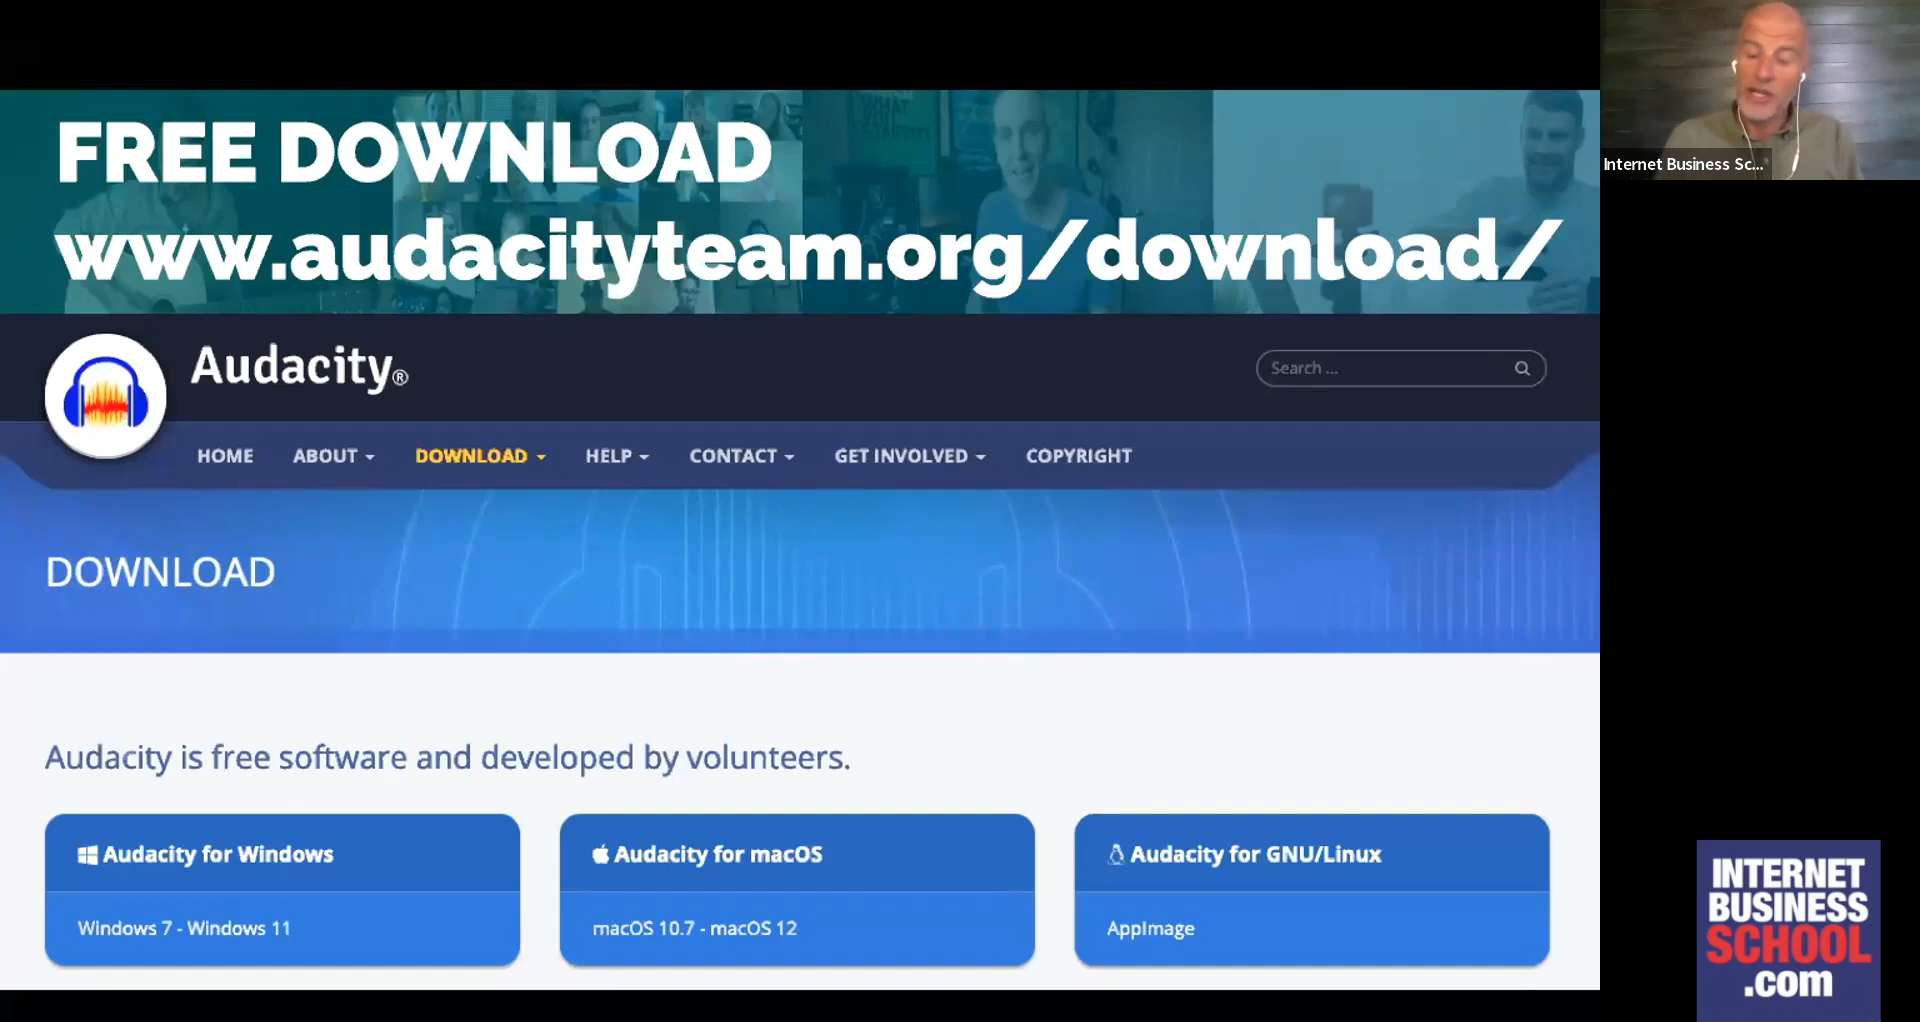 FREE DOWNLOAD
www.audacityteam.org/download/
Internet Business Sc...
Audacity®
Search ...
HOME ABOUT DOWNLOAD HELP CONTACT GET INVOLVED COPYRIGHT
DOWNLOAD
Audacity is free software and developed by volunteers.
Audacity for Windows
Windows 7 - Windows 11
Audacity for macOS
macOS 10.7 - macOS 12
Audacity for GNU/Linux
AppImage
INTERNET
BUSINESS
SCHOOL
.com